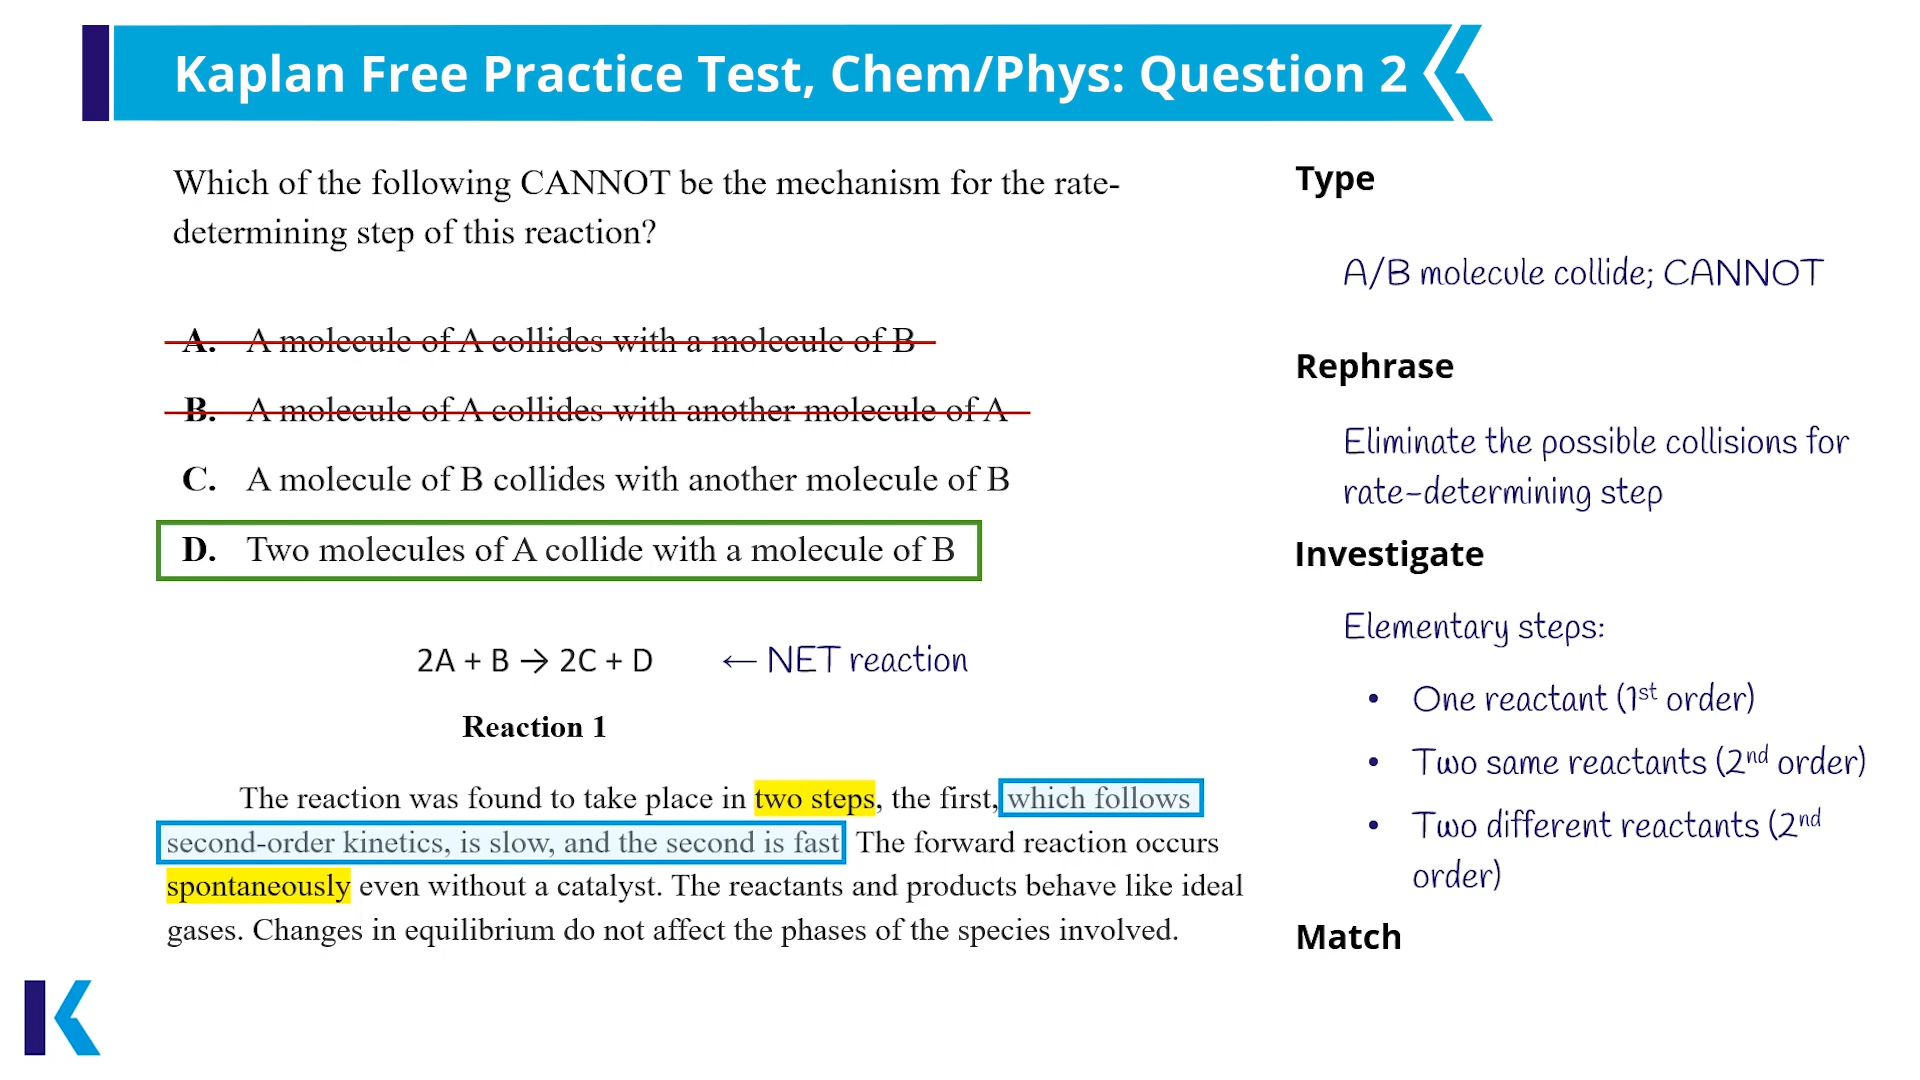 Kaplan Free Practice Test, Chem/Phys: Question 2
Which of the following CANNOT be the mechanism for the rate-
determining step of this reaction?
A. A molecule of A collides with a molecule of B
B. A molecule of A collides with another molecule of A
C. A molecule of B collides with another molecule of B
D. Two molecules of A collide with a molecule of B
2A + B → 2C + D ← NET reaction
Reaction 1
The reaction was found to take place in two steps, the first, which follows
second-order kinetics, is slow, and the second is fast The forward reaction occurs
spontaneously even without a catalyst. The reactants and products behave like ideal
gases. Changes in equilibrium do not affect the phases of the species involved.
Type
A/B molecule collide; CANNOT
Rephrase
Eliminate the possible collisions for
rate-determining step
Investigate
Elementary steps:
• One reactant (1st order)
• Two same reactants (2nd order)
• Two different reactants (2nd
order)
Match